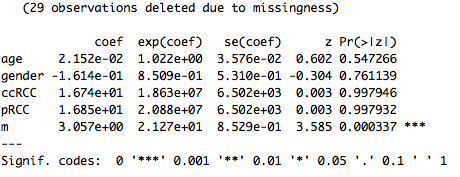 (29 observations deleted due to missingness)
coef exp(coef) se(coef) z Pr(>|z|)
age 2.152e-02 1.022e+00 3.576e-02 0.602 0.547266
gender -1.614e-01 8.509e-01 5.310e-01 -0.304 0.761139
ccRCC 1.674e+01 1.863e+07 6.502e+03 0.003 0.997946
pRCC 1.685e+01 2.088e+07 6.502e+03 0.003 0.997932
m 3.057e+00 2.127e+01 8.529e-01 3.585 0.000337 ***
---
Signif. codes: 0 '***' 0.001 '**' 0.01 '*' 0.05 '.' 0.1 ' ' 1